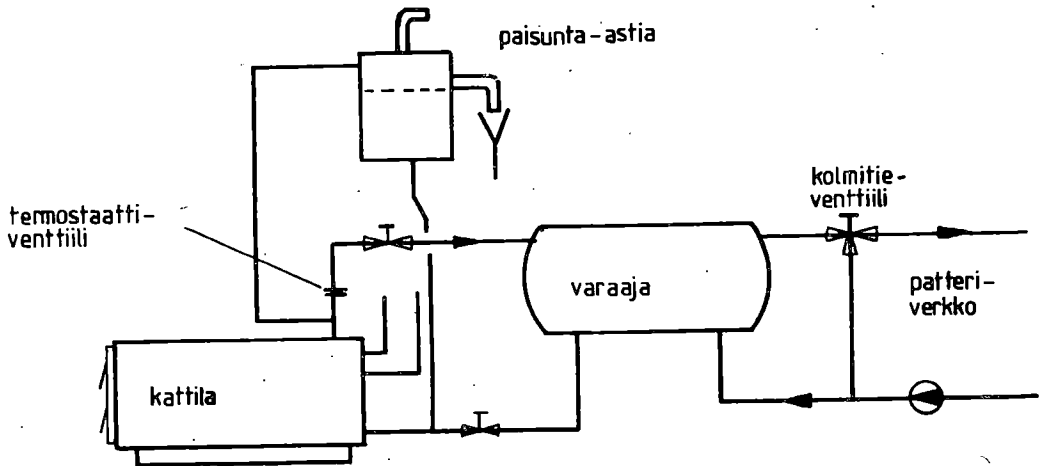 paisunta-astia
kolmitie-
venttiili
termostaatti-
venttiili
varaaja
patteri-
verkko
kattila